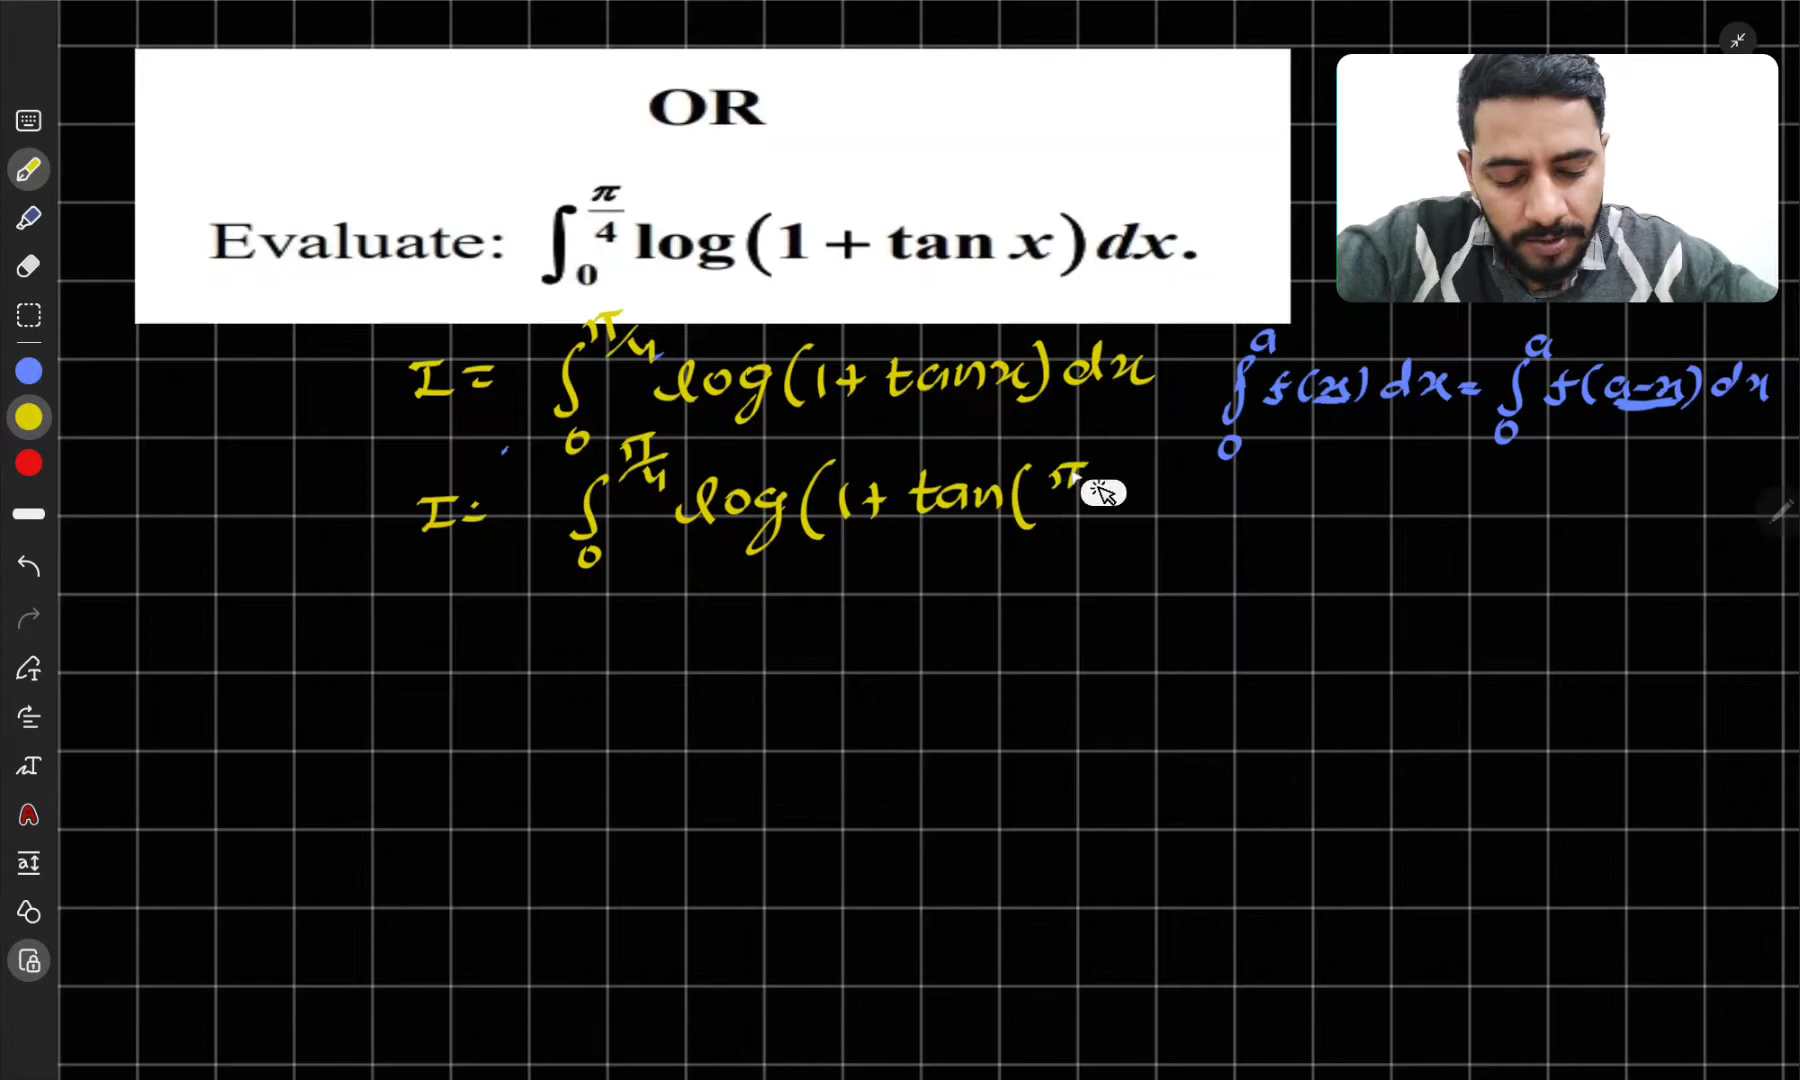 OR
Evaluate: ∫₀^(π/4) log(1 + tan x) dx.
I = ∫₀^(π/4) log(1 + tanx) dx
∫₀^a f(x) dx = ∫₀^a f(a-x) dx
I = ∫₀^(π/4) log(1 + tan(π